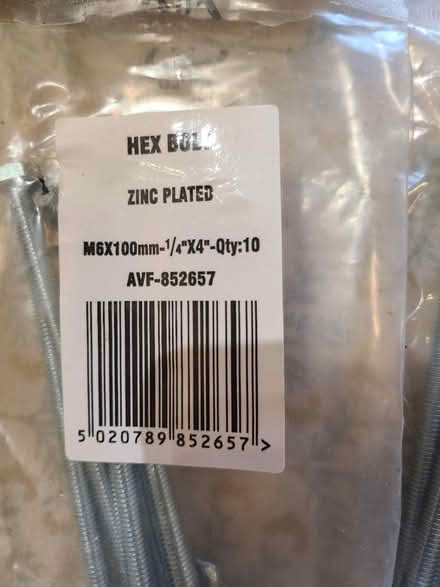 HEX BOLT
ZINC PLATED
M6X100mm-1/4"X4"-Qty:10
AVF-852657
5 020789 852657 >